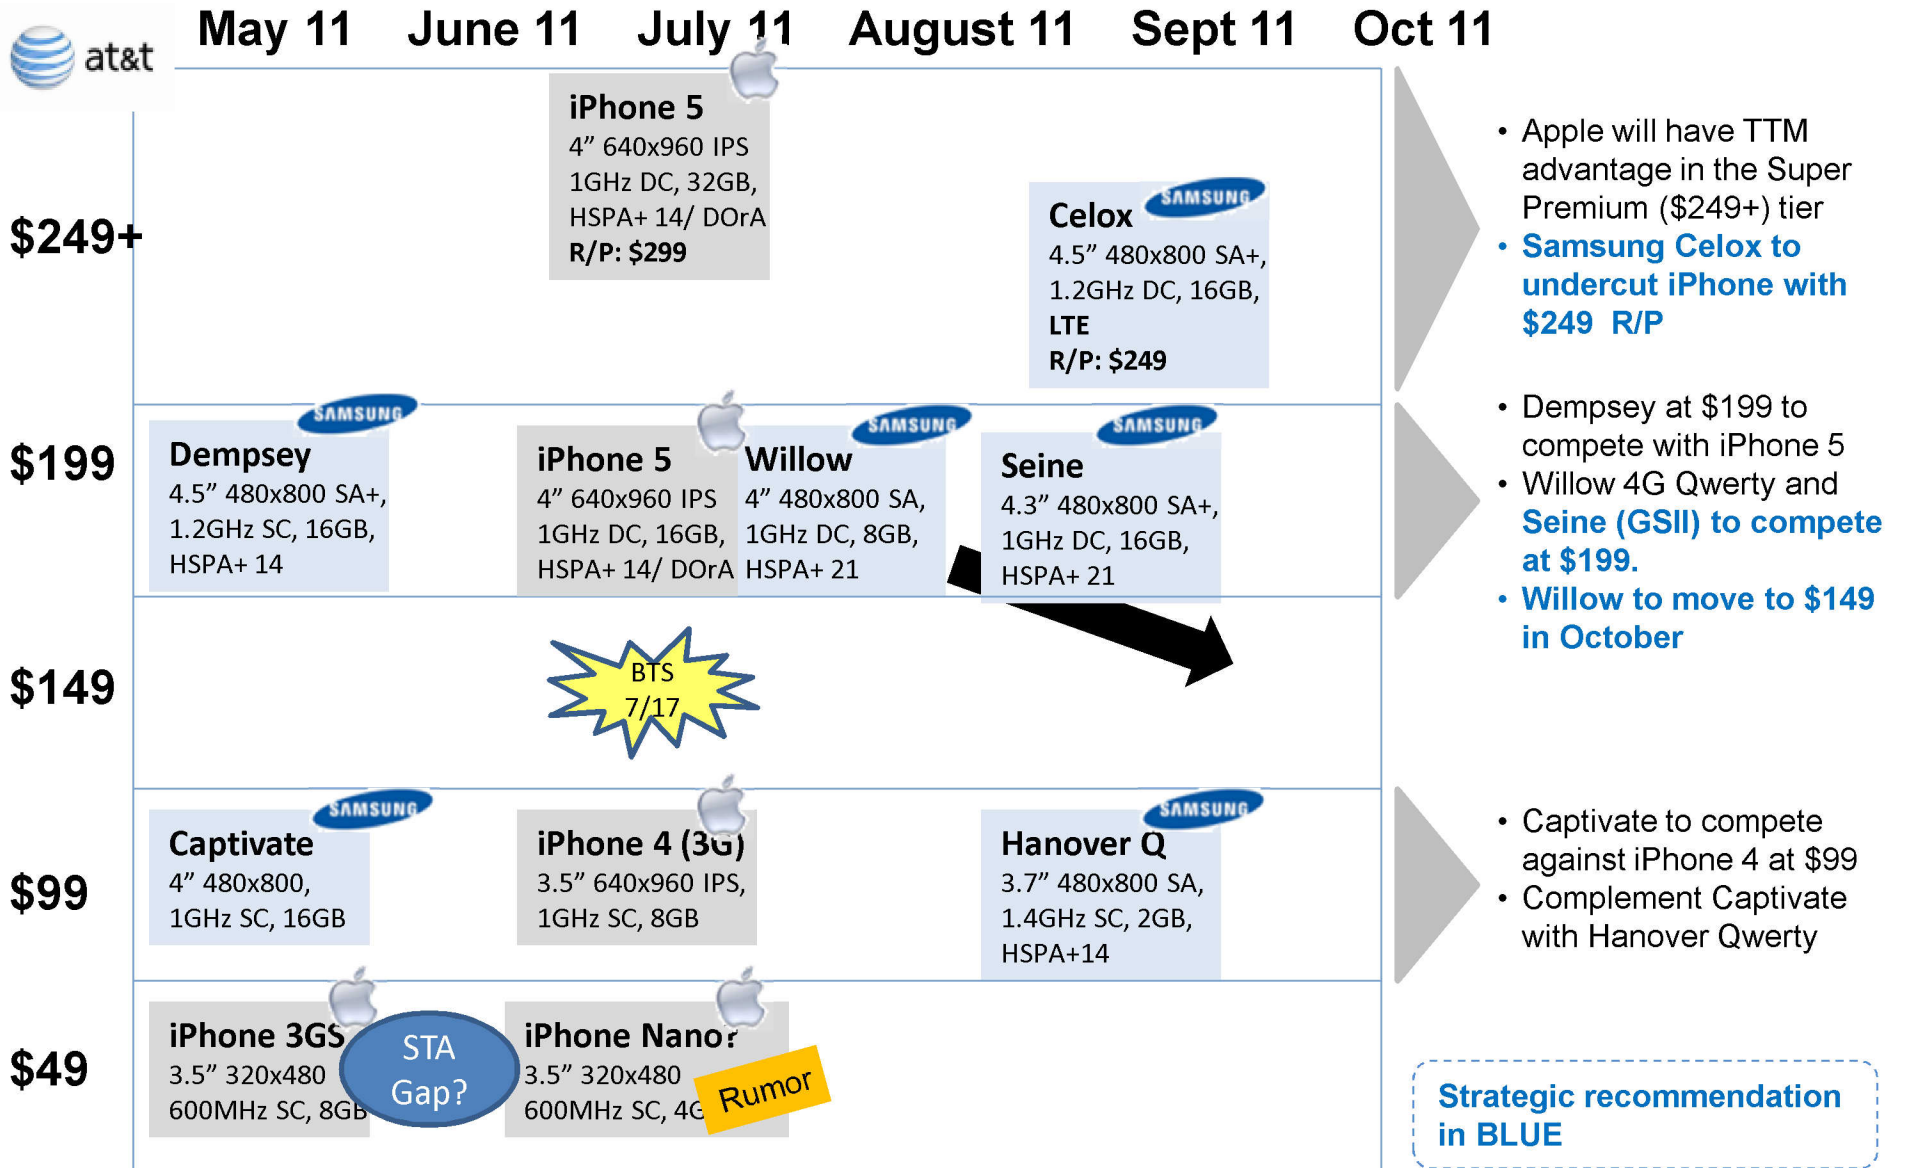 at&t
May 11 June 11 July 11 August 11 Sept 11 Oct 11
$249+
iPhone 5
4” 640x960 IPS
1GHz DC, 32GB,
HSPA+ 14/ DOrA
R/P: $299
SAMSUNG
Celox
4.5” 480x800 SA+,
1.2GHz DC, 16GB,
LTE
R/P: $249
• Apple will have TTM
advantage in the Super
Premium ($249+) tier
• Samsung Celox to
undercut iPhone with
$249 R/P
$199
SAMSUNG
Dempsey
4.5” 480x800 SA+,
1.2GHz SC, 16GB,
HSPA+ 14
iPhone 5
4” 640x960 IPS
1GHz DC, 16GB,
HSPA+ 14/ DOrA
SAMSUNG
Willow
4” 480x800 SA,
1GHz DC, 8GB,
HSPA+ 21
SAMSUNG
Seine
4.3” 480x800 SA+,
1GHz DC, 16GB,
HSPA+ 21
• Dempsey at $199 to
compete with iPhone 5
• Willow 4G Qwerty and
Seine (GSII) to compete
at $199.
• Willow to move to $149
in October
$149
BTS
7/17
$99
SAMSUNG
Captivate
4” 480x800,
1GHz SC, 16GB
iPhone 4 (3G)
3.5” 640x960 IPS,
1GHz SC, 8GB
SAMSUNG
Hanover Q
3.7” 480x800 SA,
1.4GHz SC, 2GB,
HSPA+14
• Captivate to compete
against iPhone 4 at $99
• Complement Captivate
with Hanover Qwerty
$49
iPhone 3GS
3.5” 320x480
600MHz SC, 8GB
STA
Gap?
iPhone Nano?
3.5” 320x480
600MHz SC, 4G
Rumor
Strategic recommendation
in BLUE